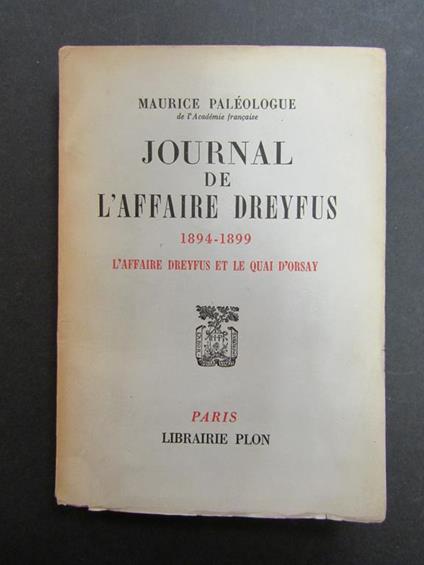 MAURICE PALÉOLOGUE
de l'Académie française
JOURNAL
DE
L'AFFAIRE DREYFUS
1894-1899
L'AFFAIRE DREYFUS ET LE QUAI D'ORSAY
PARIS
LIBRAIRIE PLON